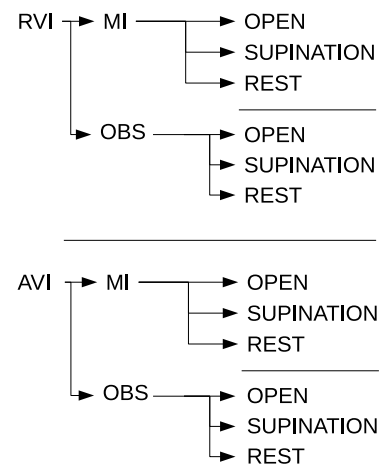 RVI MI OPEN
SUPINATION
REST
OBS OPEN
SUPINATION
REST
AVI MI OPEN
SUPINATION
REST
OBS OPEN
SUPINATION
REST